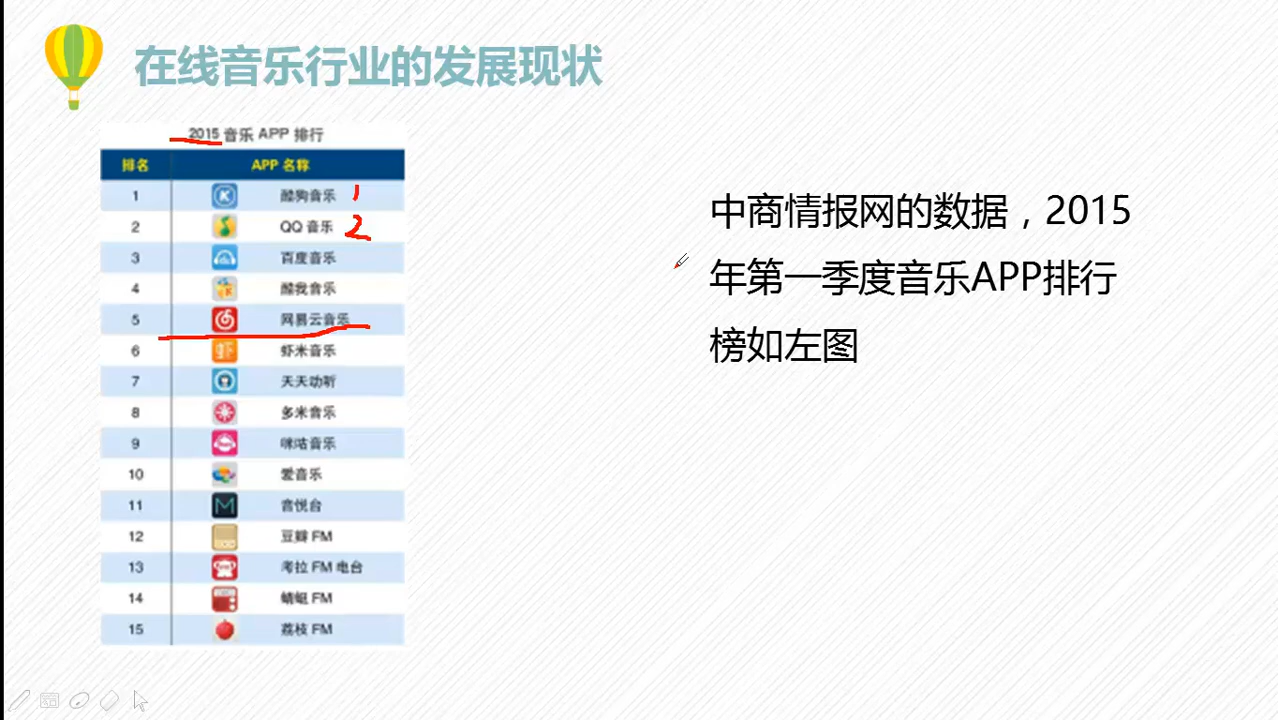 在线音乐行业的发展现状
2015 音乐 APP 排行
排名 APP 名称
1 酷狗音乐 1
2 QQ 音乐 2
3 百度音乐
4 酷我音乐
5 网易云音乐
6 虾米音乐
7 天天动听
8 多米音乐
9 咪咕音乐
10 爱音乐
11 音悦台
12 豆瓣 FM
13 考拉 FM 电台
14 蜻蜓 FM
15 荔枝 FM
中商情报网的数据，2015
年第一季度音乐APP排行
榜如左图